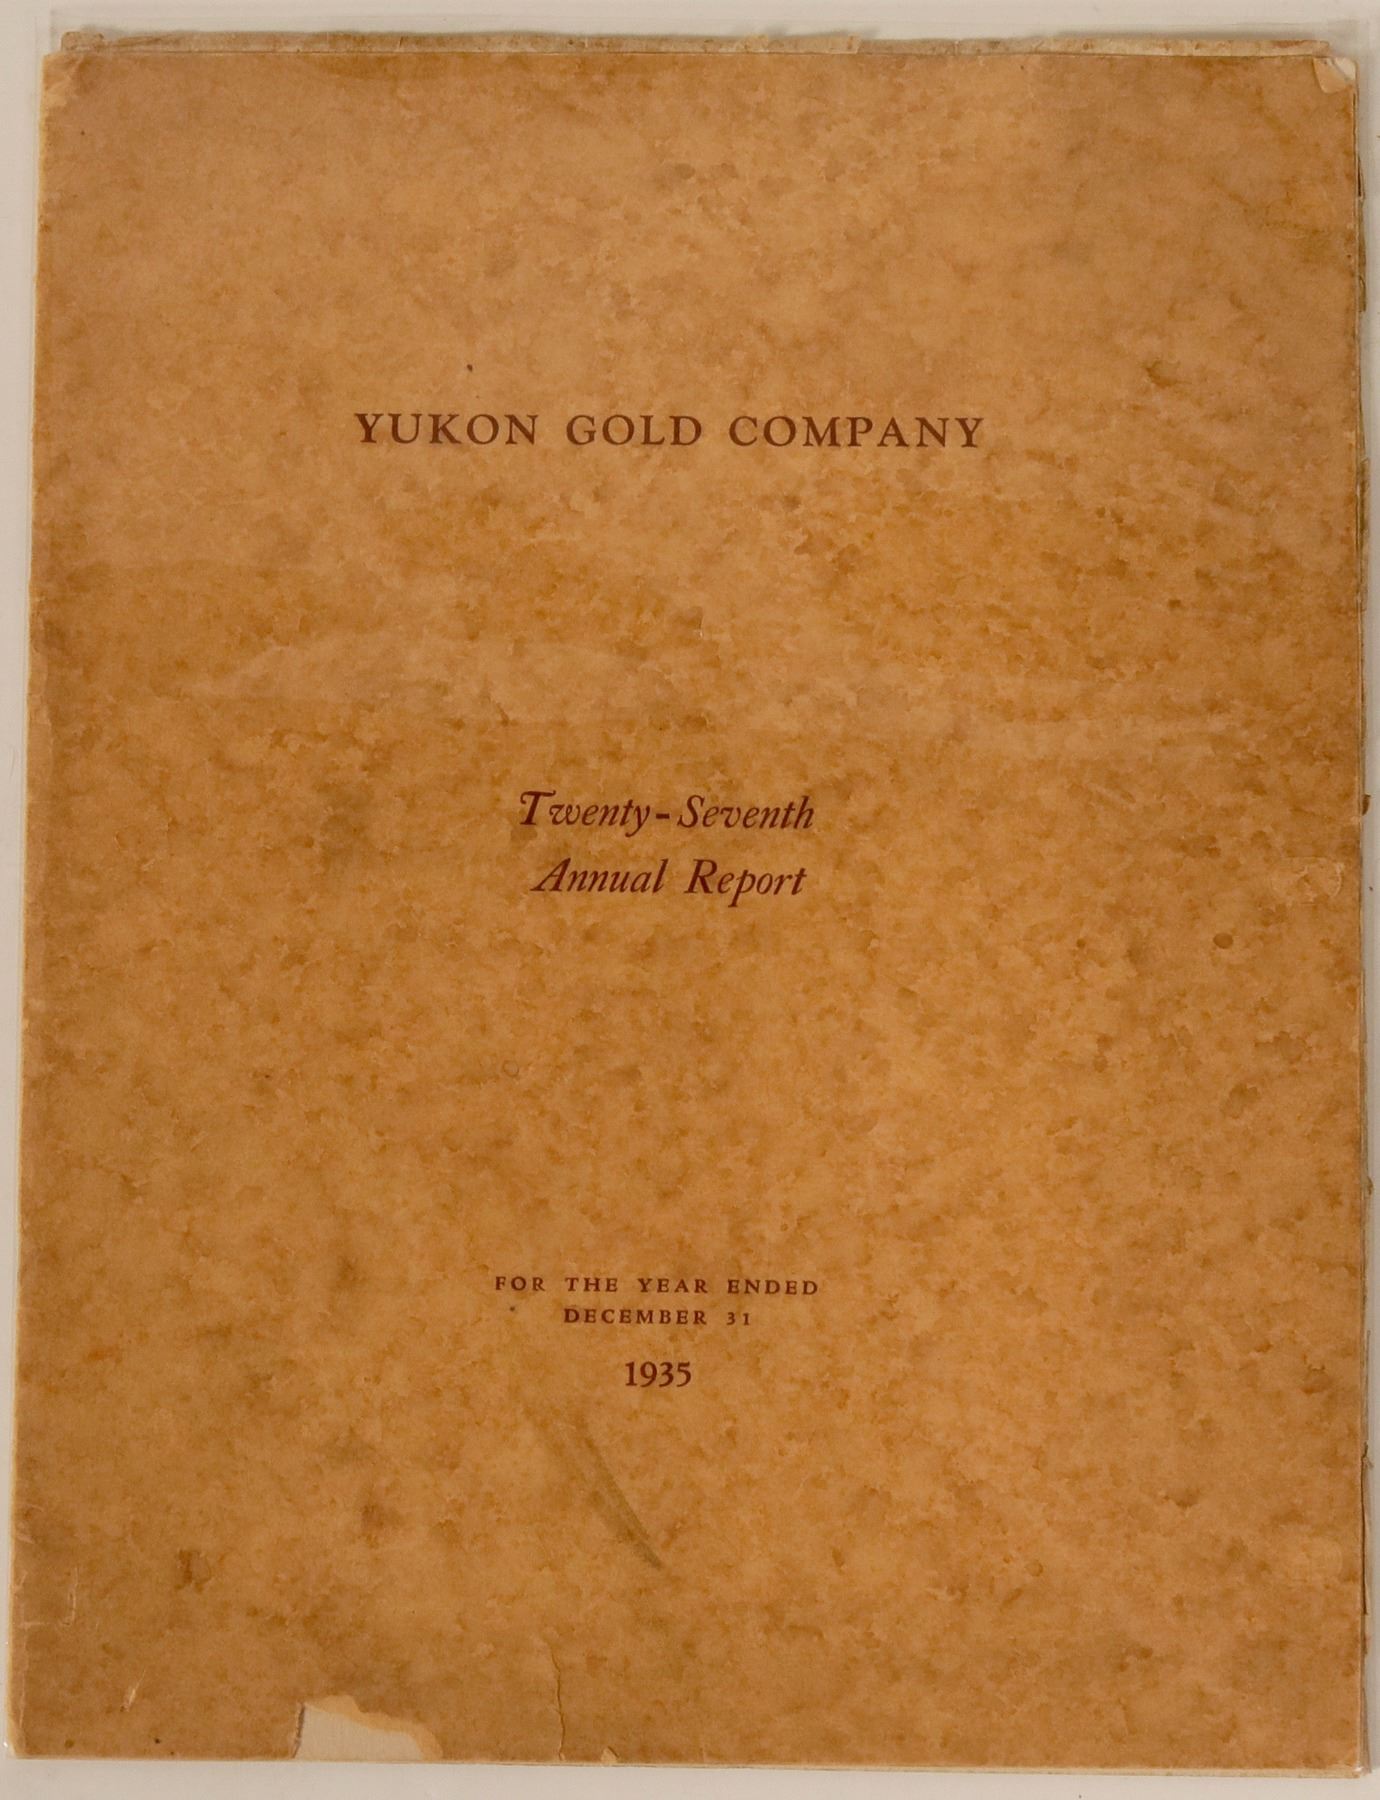 YUKON GOLD COMPANY
Twenty-Seventh
Annual Report
FOR THE YEAR ENDED
DECEMBER 31
1935